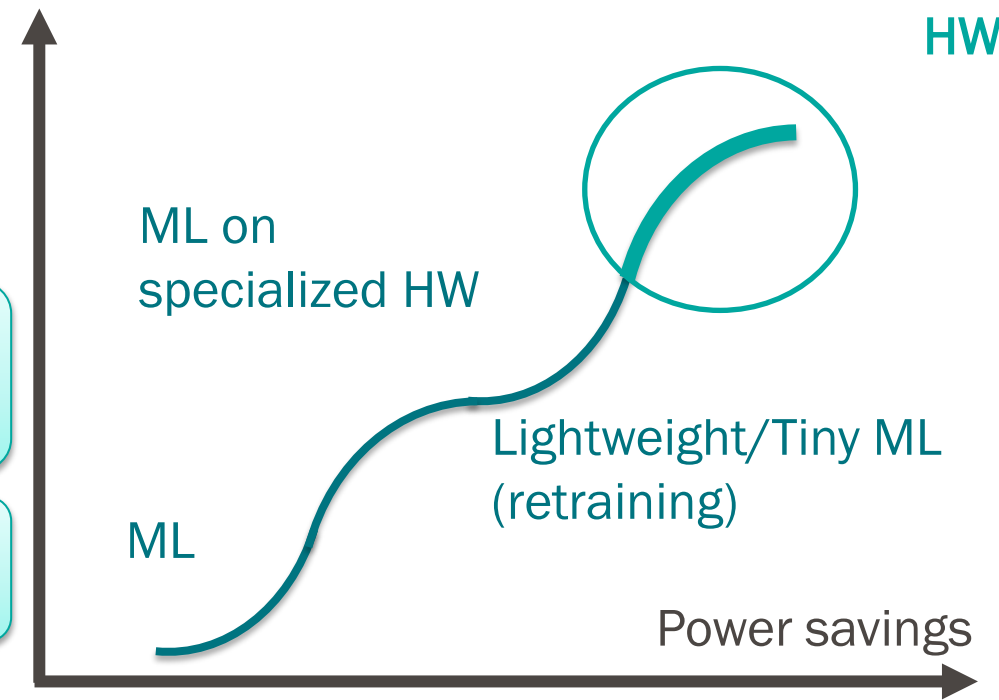 HW
ML on
specialized HW
Lightweight/Tiny ML
(retraining)
ML
Power savings